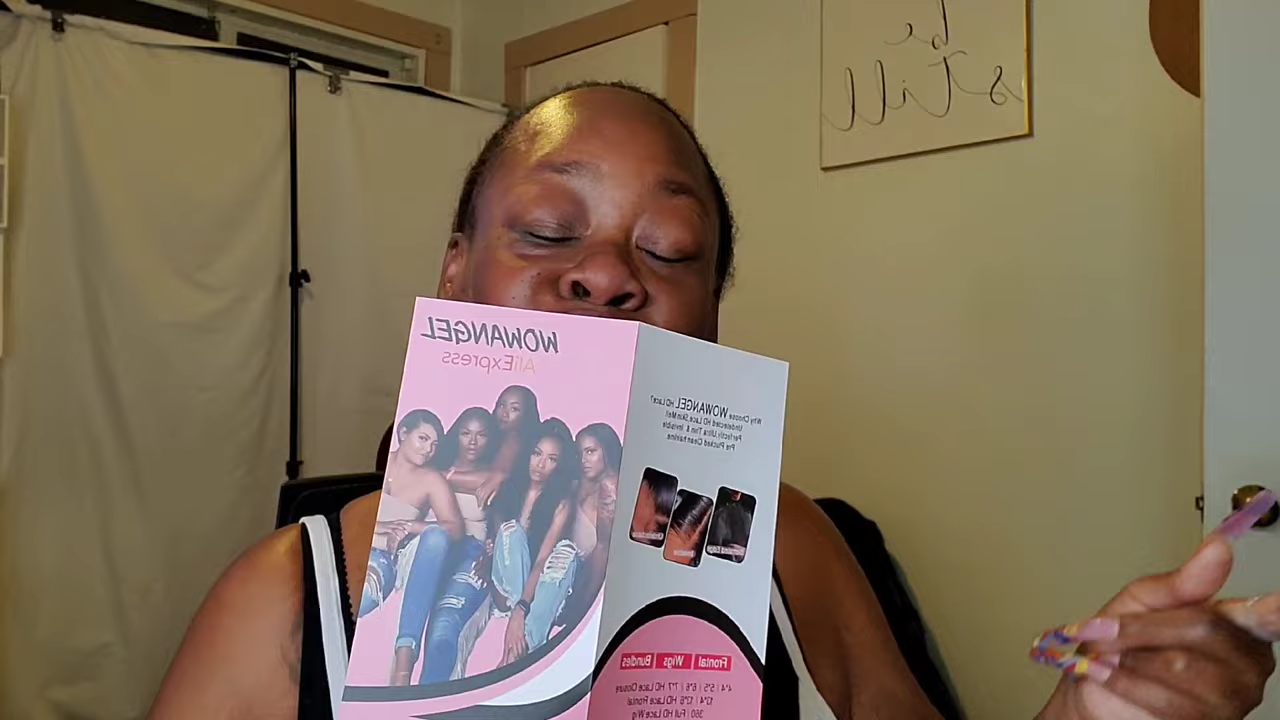 be
still
WOWANGEL
AliExpress
Why Choose WOWANGEL HD Lace?
Undetected HD Lace,Skin Melt
Perfectly Ultra Thin & Invisible
Pre Plucked Clean hairline
Frontal | Wigs | Bundles
4*4 | 5*5 | 6*6 | 7*7 HD Lace Closure
13*4 | 13*6 HD Lace Frontal
360 | Full HD Lace Wig